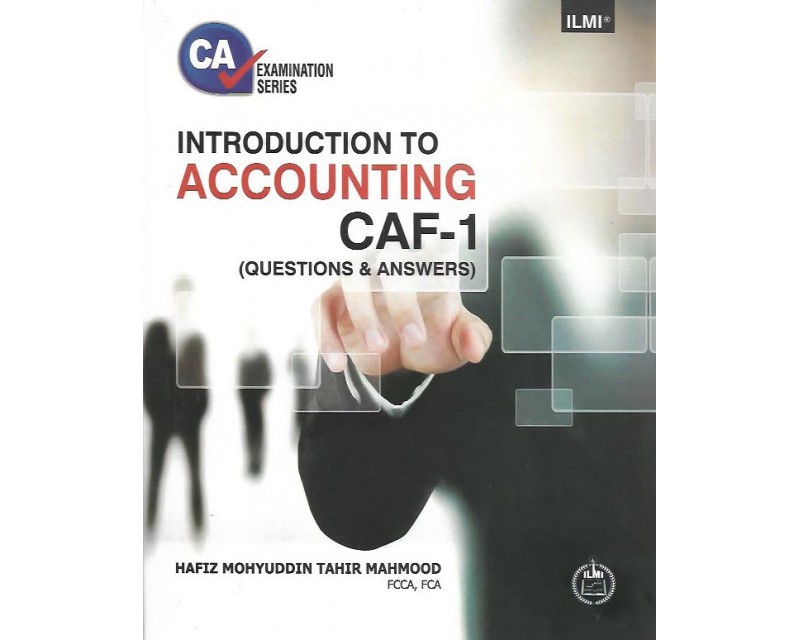 ILMI®
CA
EXAMINATION
SERIES
INTRODUCTION TO
ACCOUNTING
CAF-1
(QUESTIONS & ANSWERS)
HAFIZ MOHYUDDIN TAHIR MAHMOOD
FCCA, FCA
ILMI